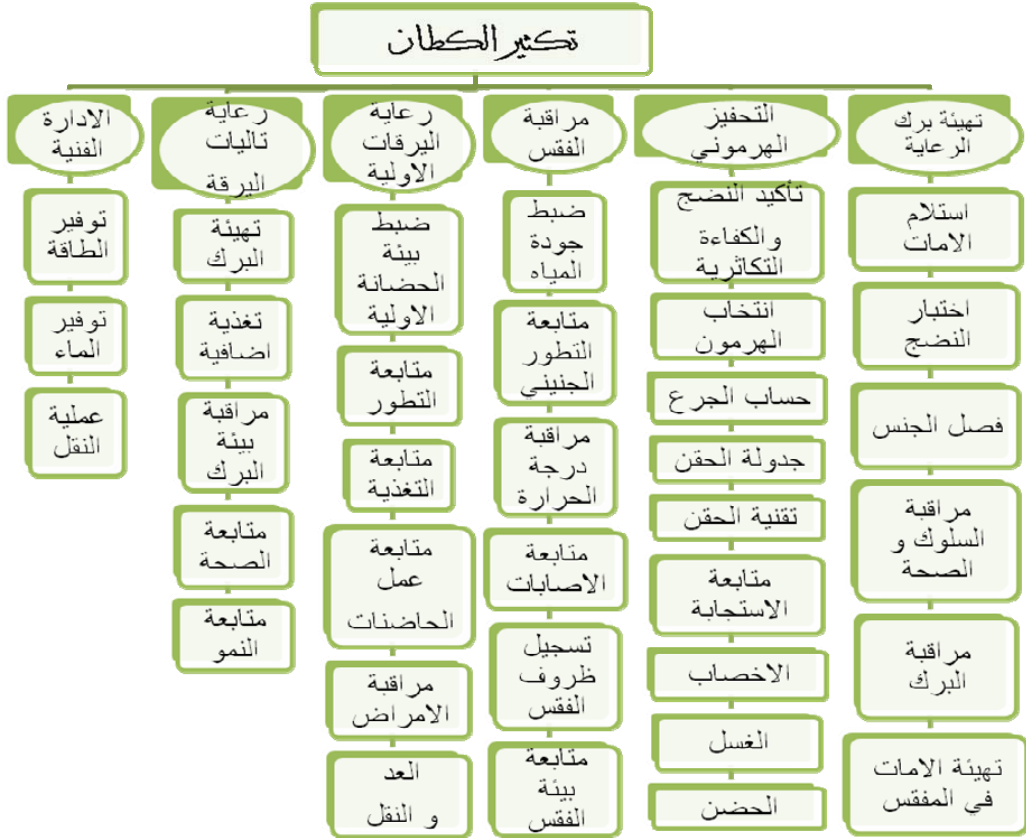 تكثير الكطان
تهيئة برك
الرعاية
استلام
الامات
اختبار
النضج
فصل الجنس
مراقبة
السلوك و
الصحة
مراقبة
البرك
تهيئة الامات
في المفقس
التحفيز
الهرموني
تأكيد النضج
والكفاءة
التكاثرية
انتخاب
الهرمون
حساب الجرع
جدولة الحقن
تقنية الحقن
متابعة
الاستجابة
الاخصاب
الغسل
الحضن
مراقبة
الفقس
ضبط
جودة
المياه
متابعة
التطور
الجنيني
مراقبة
درجة
الحرارة
متابعة
الاصابات
تسجيل
ظروف
الفقس
متابعة
بيئة
الفقس
رعاية
اليرقات
الاولية
ضبط
بيئة
الحضانة
الاولية
متابعة
التطور
متابعة
التغذية
متابعة
عمل
الحاضنات
مراقبة
الامراض
العد
و النقل
رعاية
تاليات
اليرقة
تهيئة
البرك
تغذية
اضافية
مراقبة
بيئة
البرك
متابعة
الصحة
متابعة
النمو
الادارة
الفنية
توفير
الطاقة
توفير
الماء
عملية
النقل